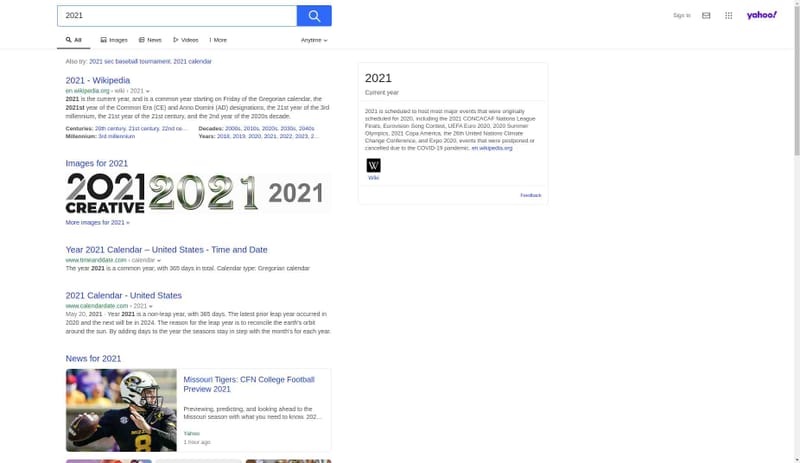 2021
Sign in
yahoo!
All
Images
News
Videos
More
Anytime
Also try: 2021 sec baseball tournament, 2021 calendar
2021 - Wikipedia
en.wikipedia.org › wiki › 2021
2021 is the current year, and is a common year starting on Friday of the Gregorian calendar, the
2021st year of the Common Era (CE) and Anno Domini (AD) designations, the 21st year of the 3rd
millennium, the 21st year of the 21st century, and the 2nd year of the 2020s decade.
Centuries: 20th century, 21st century, 22nd ce...
Decades: 2000s, 2010s, 2020s, 2030s, 2040s
Millennium: 3rd millennium
Years: 2018, 2019, 2020, 2021, 2022, 2023, 2...
Images for 2021
2021
CREATIVE
2021
2021
More Images for 2021 »
Year 2021 Calendar – United States - Time and Date
www.timeanddate.com › calendar
The year 2021 is a common year, with 365 days in total. Calendar type: Gregorian calendar
2021 Calendar - United States
www.calendardate.com › 2021
May 20, 2021 · Year 2021 is a non-leap year, with 365 days. The latest prior leap year occurred in
2020 and the next will be in 2024. The reason for the leap year is to reconcile the earth's orbit
around the sun. By adding days to the year the seasons stay in step with the month's for each year.
News for 2021
Missouri Tigers: CFN College Football
Preview 2021
Previewing, predicting, and looking ahead to the
Missouri season with what you need to know. 202...
Yahoo
1 hour ago
2021
Current year
2021 is scheduled to host most major events that were originally
scheduled for 2020, including the 2021 CONCACAF Nations League
Finals, Eurovision Song Contest, UEFA Euro 2020, 2020 Summer
Olympics, 2021 Copa America, the 26th United Nations Climate
Change Conference, and Expo 2020, events that were postponed or
cancelled due to the COVID-19 pandemic. en.wikipedia.org
W
Wiki
Feedback